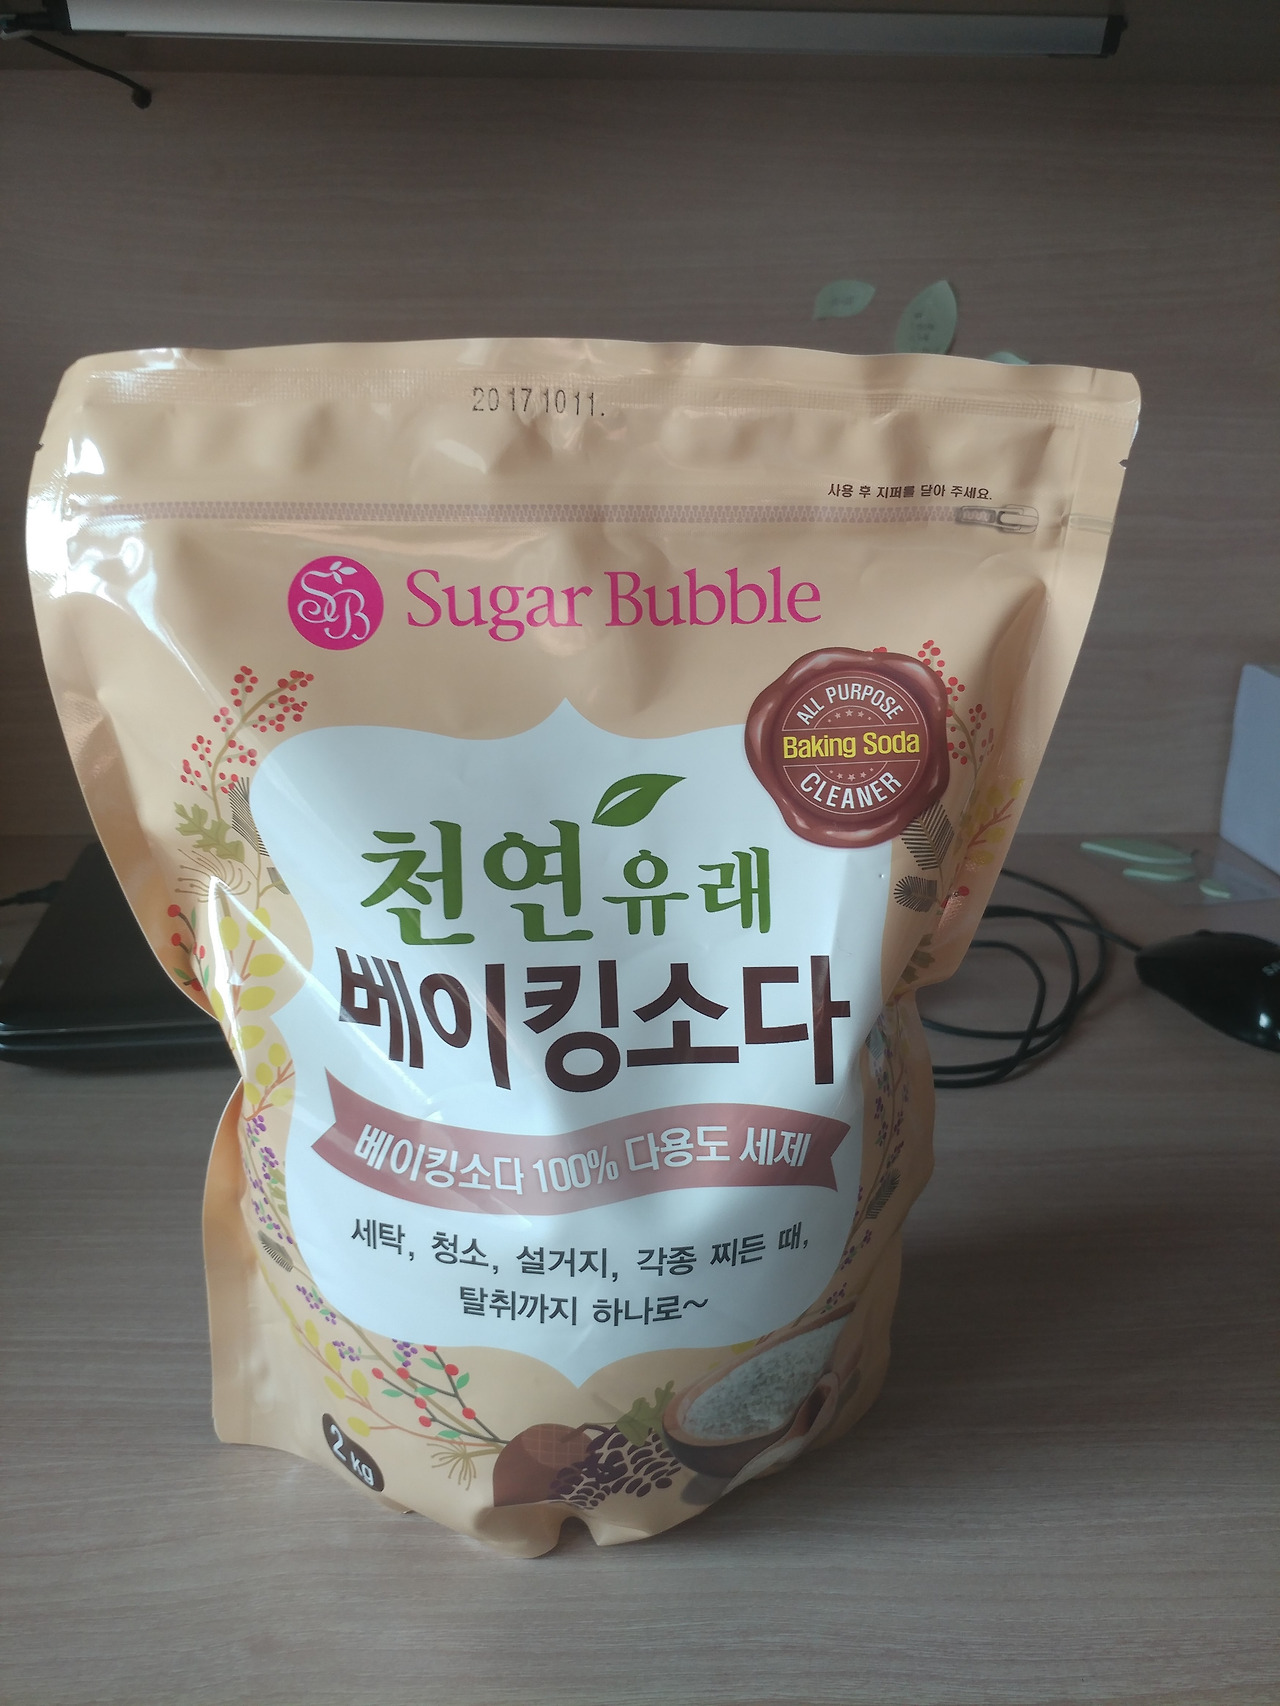 20171011.
사용 후 지퍼를 닫아 주세요.
SB Sugar Bubble
ALL PURPOSE
Baking Soda
CLEANER
천연유래
베이킹소다
베이킹소다 100% 다용도 세제
세탁, 청소, 설거지, 각종 찌든 때,
탈취까지 하나로~
2 kg